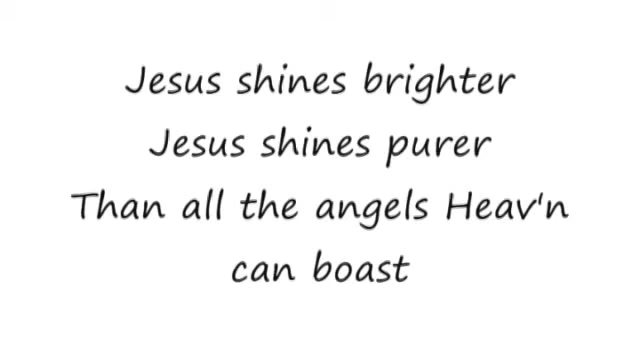 Jesus shines brighter
Jesus shines purer
Than all the angels Heav'n
can boast